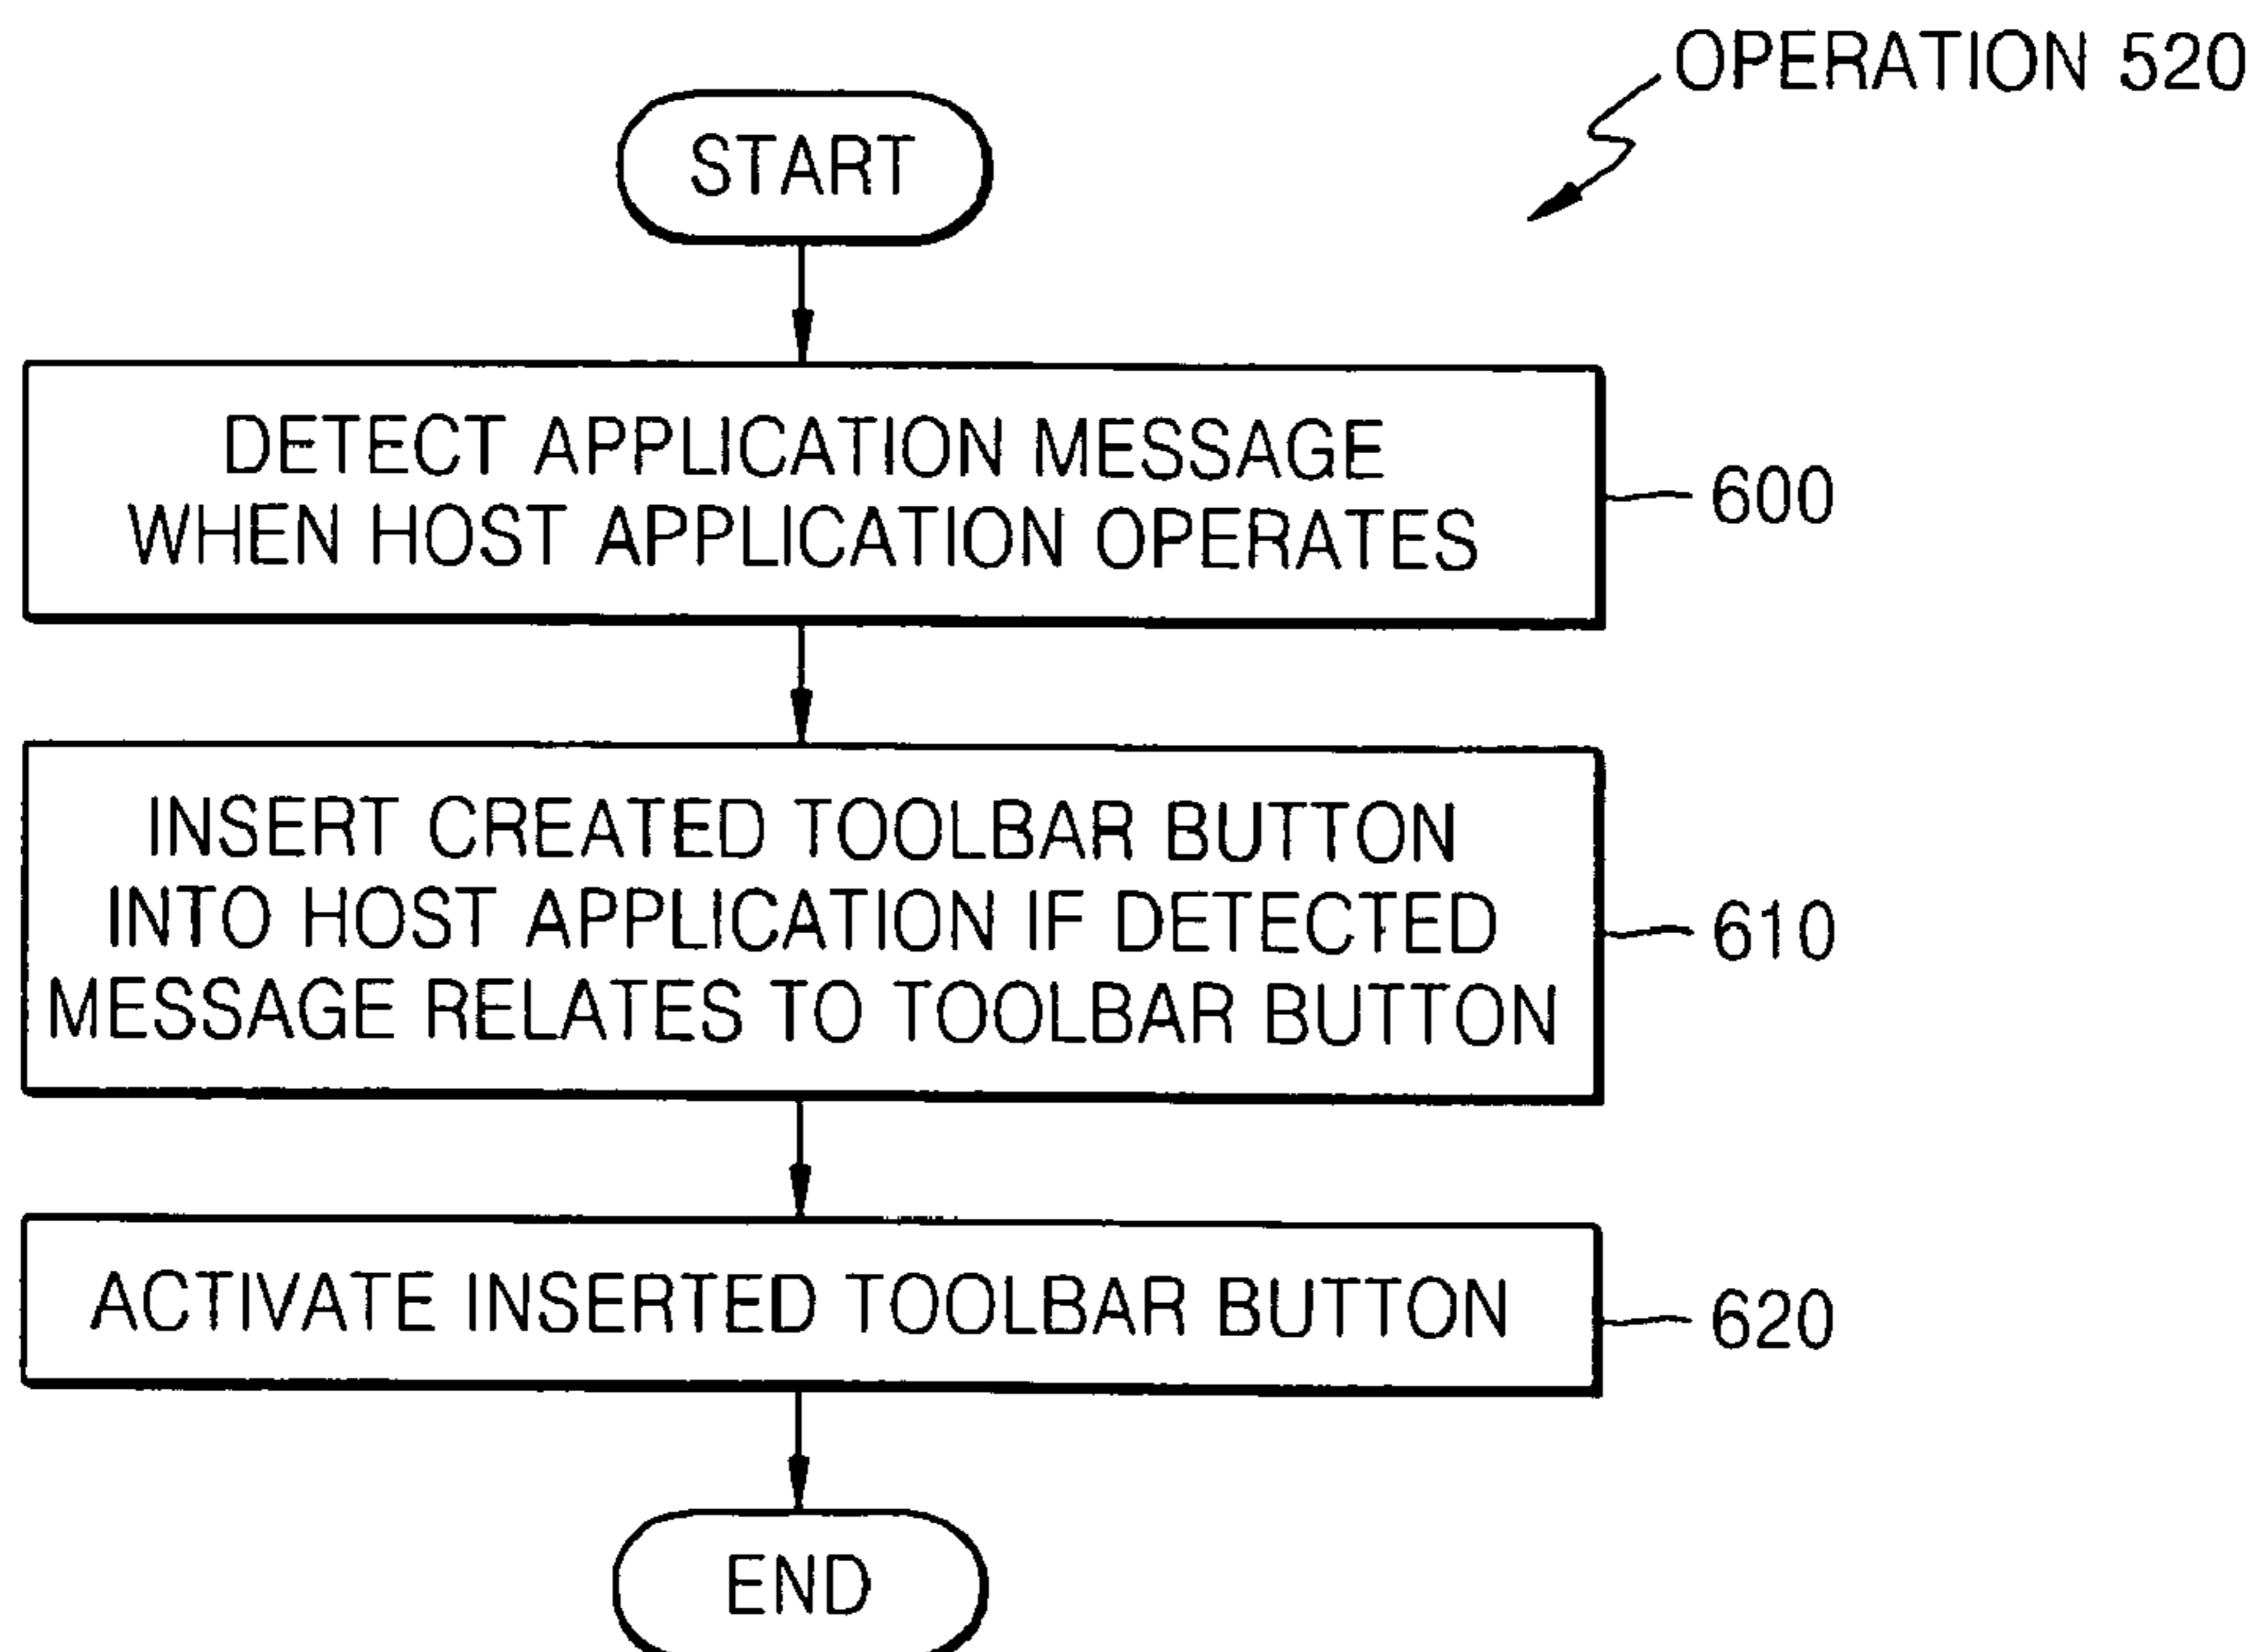 OPERATION 520
START
DETECT APPLICATION MESSAGE
WHEN HOST APPLICATION OPERATES
600
INSERT CREATED TOOLBAR BUTTON
INTO HOST APPLICATION IF DETECTED
MESSAGE RELATES TO TOOLBAR BUTTON
610
ACTIVATE INSERTED TOOLBAR BUTTON
620
END